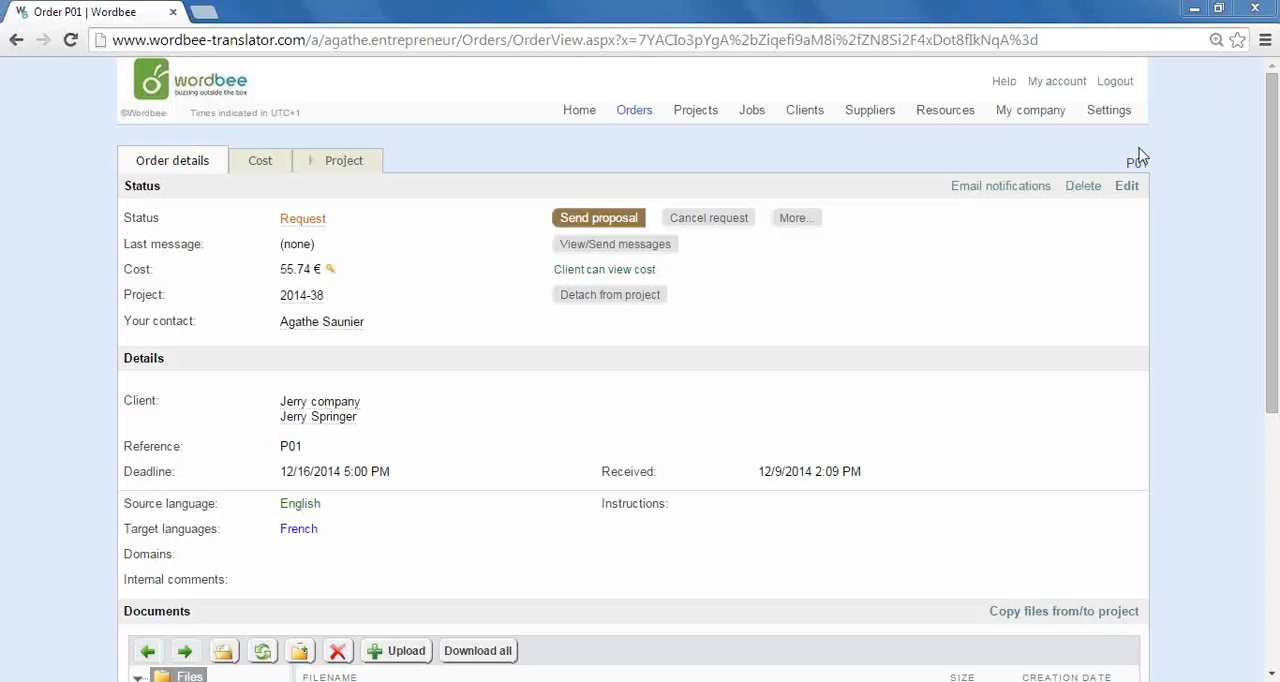 Order P01 | Wordbee
www.wordbee-translator.com/a/agathe.entrepreneur/Orders/OrderView.aspx?x=7YACIo3pYgA%2bZiqefi9aM8i%2fZN8Si2F4xDot8fIkNqA%3d
wordbee
buzzing outside the box
Help My account Logout
©Wordbee Times indicated in UTC+1
Home Orders Projects Jobs Clients Suppliers Resources My company Settings
Order details Cost Project
P01
Status
Email notifications Delete Edit
Status Request Send proposal Cancel request More...
Last message: (none) View/Send messages
Cost: 55.74 € Client can view cost
Project: 2014-38 Detach from project
Your contact: Agathe Saunier
Details
Client: Jerry company
Jerry Springer
Reference: P01
Deadline: 12/16/2014 5:00 PM Received: 12/9/2014 2:09 PM
Source language: English Instructions:
Target languages: French
Domains:
Internal comments:
Documents Copy files from/to project
Upload Download all
Files FILENAME SIZE CREATION DATE